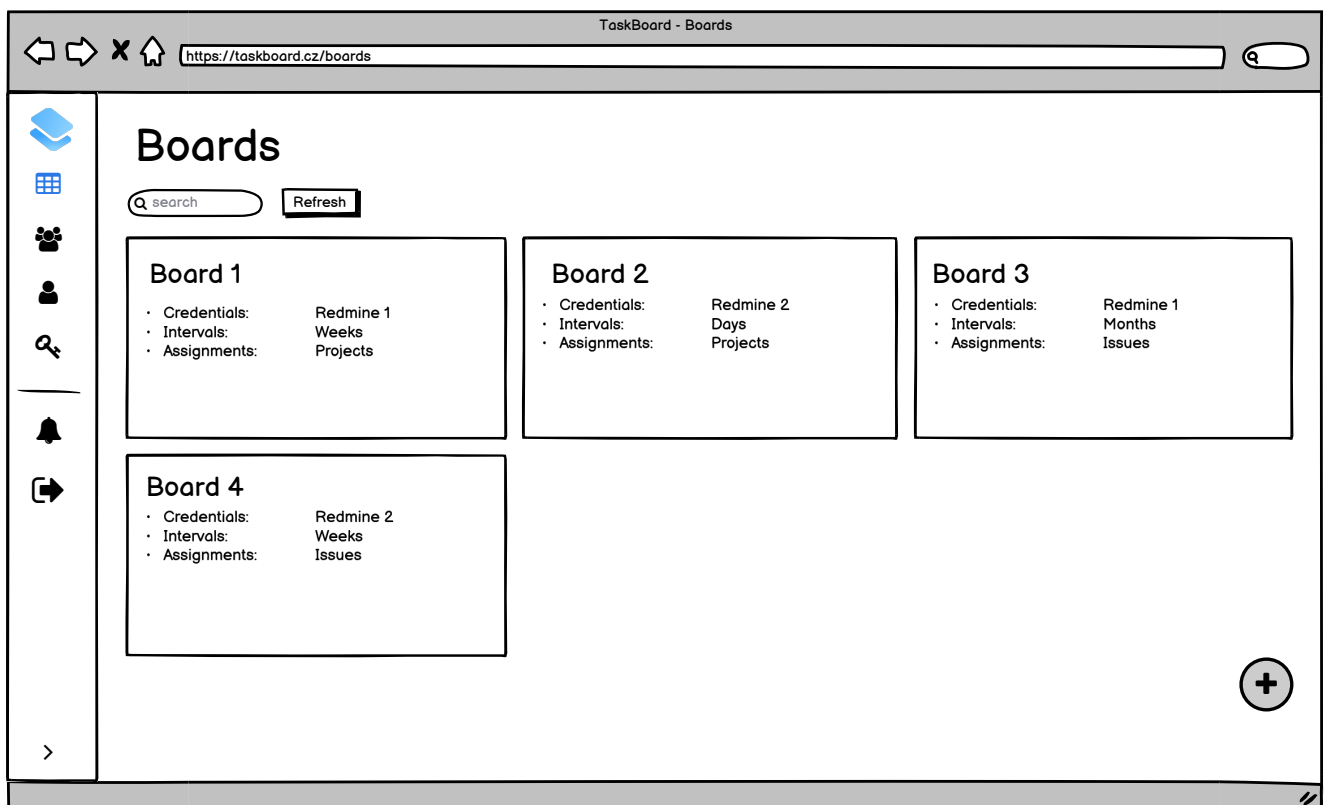 TaskBoard - Boards
https://taskboard.cz/boards
Boards
search
Refresh
Board 1
• Credentials: Redmine 1
• Intervals: Weeks
• Assignments: Projects
Board 2
• Credentials: Redmine 2
• Intervals: Days
• Assignments: Projects
Board 3
• Credentials: Redmine 1
• Intervals: Months
• Assignments: Issues
Board 4
• Credentials: Redmine 2
• Intervals: Weeks
• Assignments: Issues